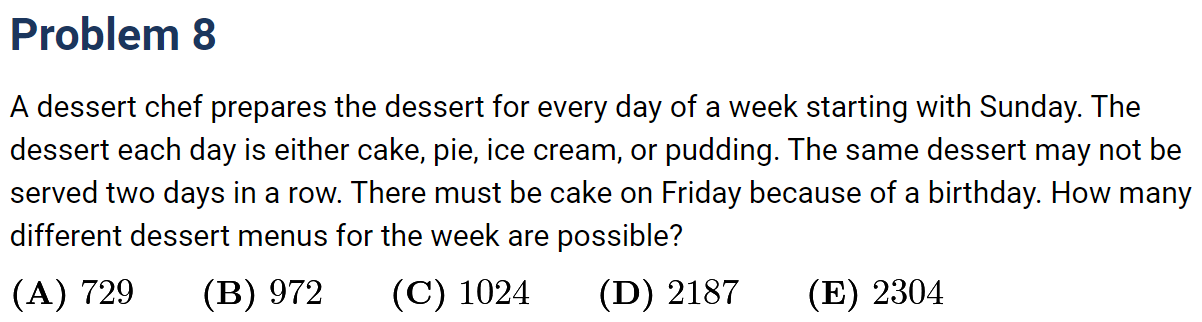 Problem 8
A dessert chef prepares the dessert for every day of a week starting with Sunday. The
dessert each day is either cake, pie, ice cream, or pudding. The same dessert may not be
served two days in a row. There must be cake on Friday because of a birthday. How many
different dessert menus for the week are possible?
(A) 729 (B) 972 (C) 1024 (D) 2187 (E) 2304